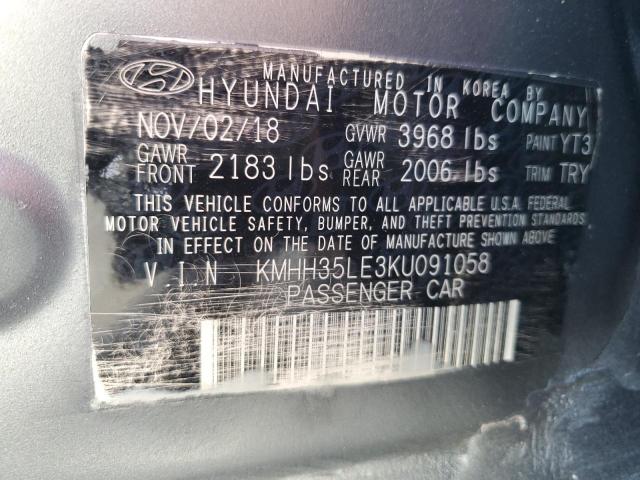 MANUFACTURED IN KOREA BY
HYUNDAI MOTOR COMPANY
NOV/02/18 GVWR 3968 lbs PAINT YT3
GAWR FRONT 2183 lbs GAWR REAR 2006 lbs TRIM TRY
THIS VEHICLE CONFORMS TO ALL APPLICABLE U.S.A. FEDERAL
MOTOR VEHICLE SAFETY, BUMPER, AND THEFT PREVENTION STANDARDS
IN EFFECT ON THE DATE OF MANUFACTURE SHOWN ABOVE.
V I N KMHH35LE3KU091058
PASSENGER CAR